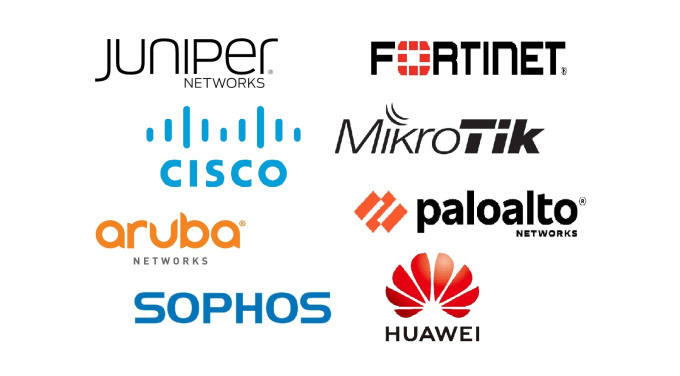 JUNIPER
NETWORKS®
FORTINET®
CISCO
MikroTik
aruba®
NETWORKS
paloalto®
NETWORKS
SOPHOS
HUAWEI